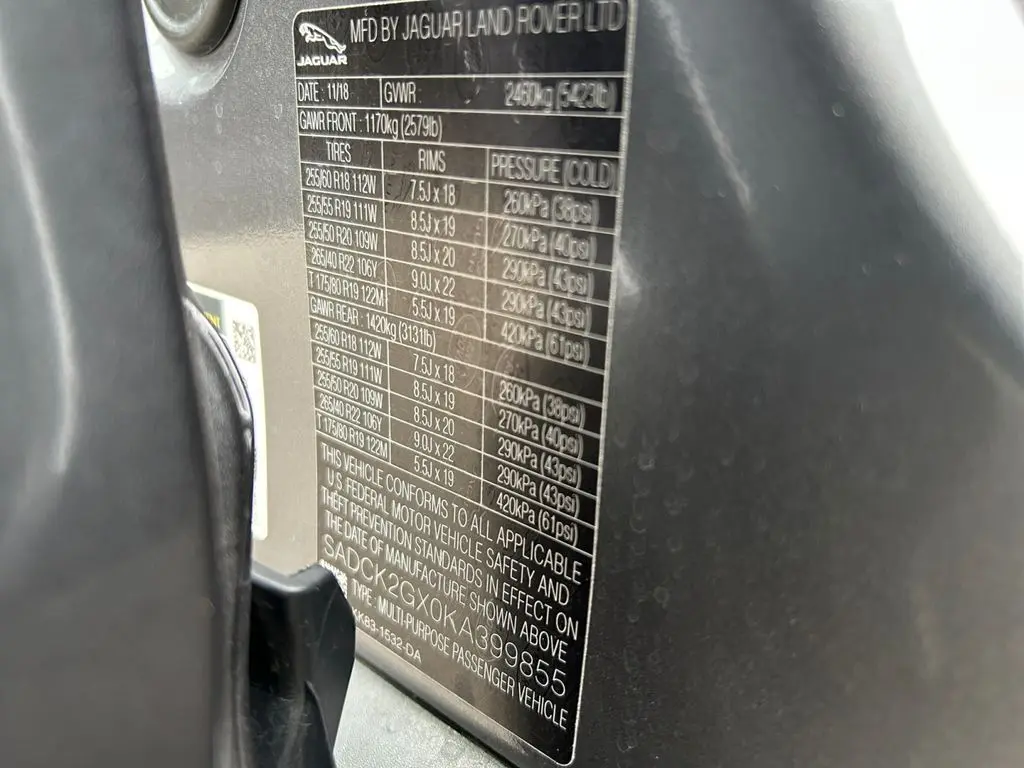 JAGUAR
MFD BY JAGUAR LAND ROVER LTD
DATE : 11/18 GVWR : 2460kg (5423lb)
GAWR FRONT : 1170kg (2579lb)
TIRES RIMS PRESSURE (COLD)
255/60 R18 112W 7.5J x 18 260kPa (38psi)
255/55 R19 111W 8.5J x 19 270kPa (40psi)
255/50 R20 109W 8.5J x 20 290kPa (43psi)
265/40 R22 106Y 9.0J x 22 290kPa (43psi)
T 175/80 R19 122M 5.5J x 19 420kPa (61psi)
GAWR REAR : 1420kg (3131lb)
255/60 R18 112W 7.5J x 18 260kPa (38psi)
255/55 R19 111W 8.5J x 19 270kPa (40psi)
255/50 R20 109W 8.5J x 20 290kPa (43psi)
265/40 R22 106Y 9.0J x 22 290kPa (43psi)
T 175/80 R19 122M 5.5J x 19 420kPa (61psi)
THIS VEHICLE CONFORMS TO ALL APPLICABLE
U.S. FEDERAL MOTOR VEHICLE SAFETY AND
THEFT PREVENTION STANDARDS IN EFFECT ON
THE DATE OF MANUFACTURE SHOWN ABOVE
SADCK2GX0KA399855
TYPE : MULTI-PURPOSE PASSENGER VEHICLE
K83-1532-DA